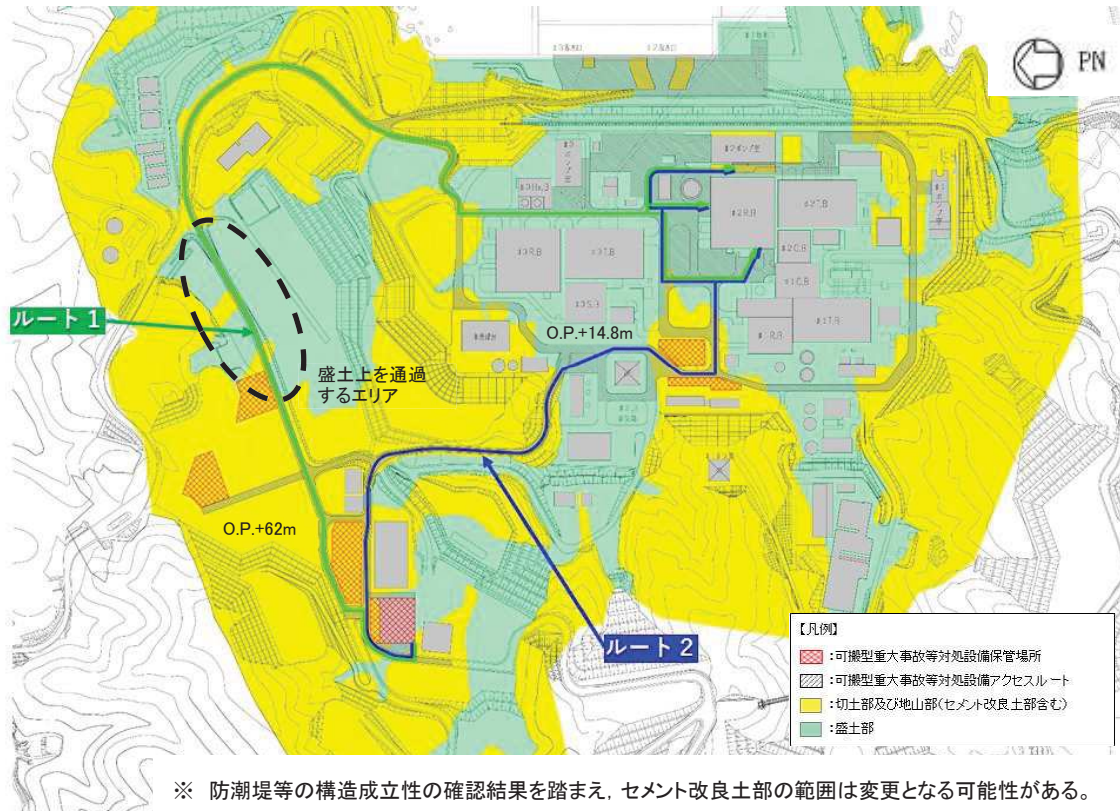 PN
ルート1
盛土上を通過
するエリア
O.P.+14.8m
O.P.+62m
ルート2
【凡例】
:可搬型重大事故等対処設備保管場所
:可搬型重大事故等対処設備アクセスルート
:切土部及び地山部(セメント改良土部含む)
:盛土部
※ 防潮堤等の構造成立性の確認結果を踏まえ，セメント改良土部の範囲は変更となる可能性がある。